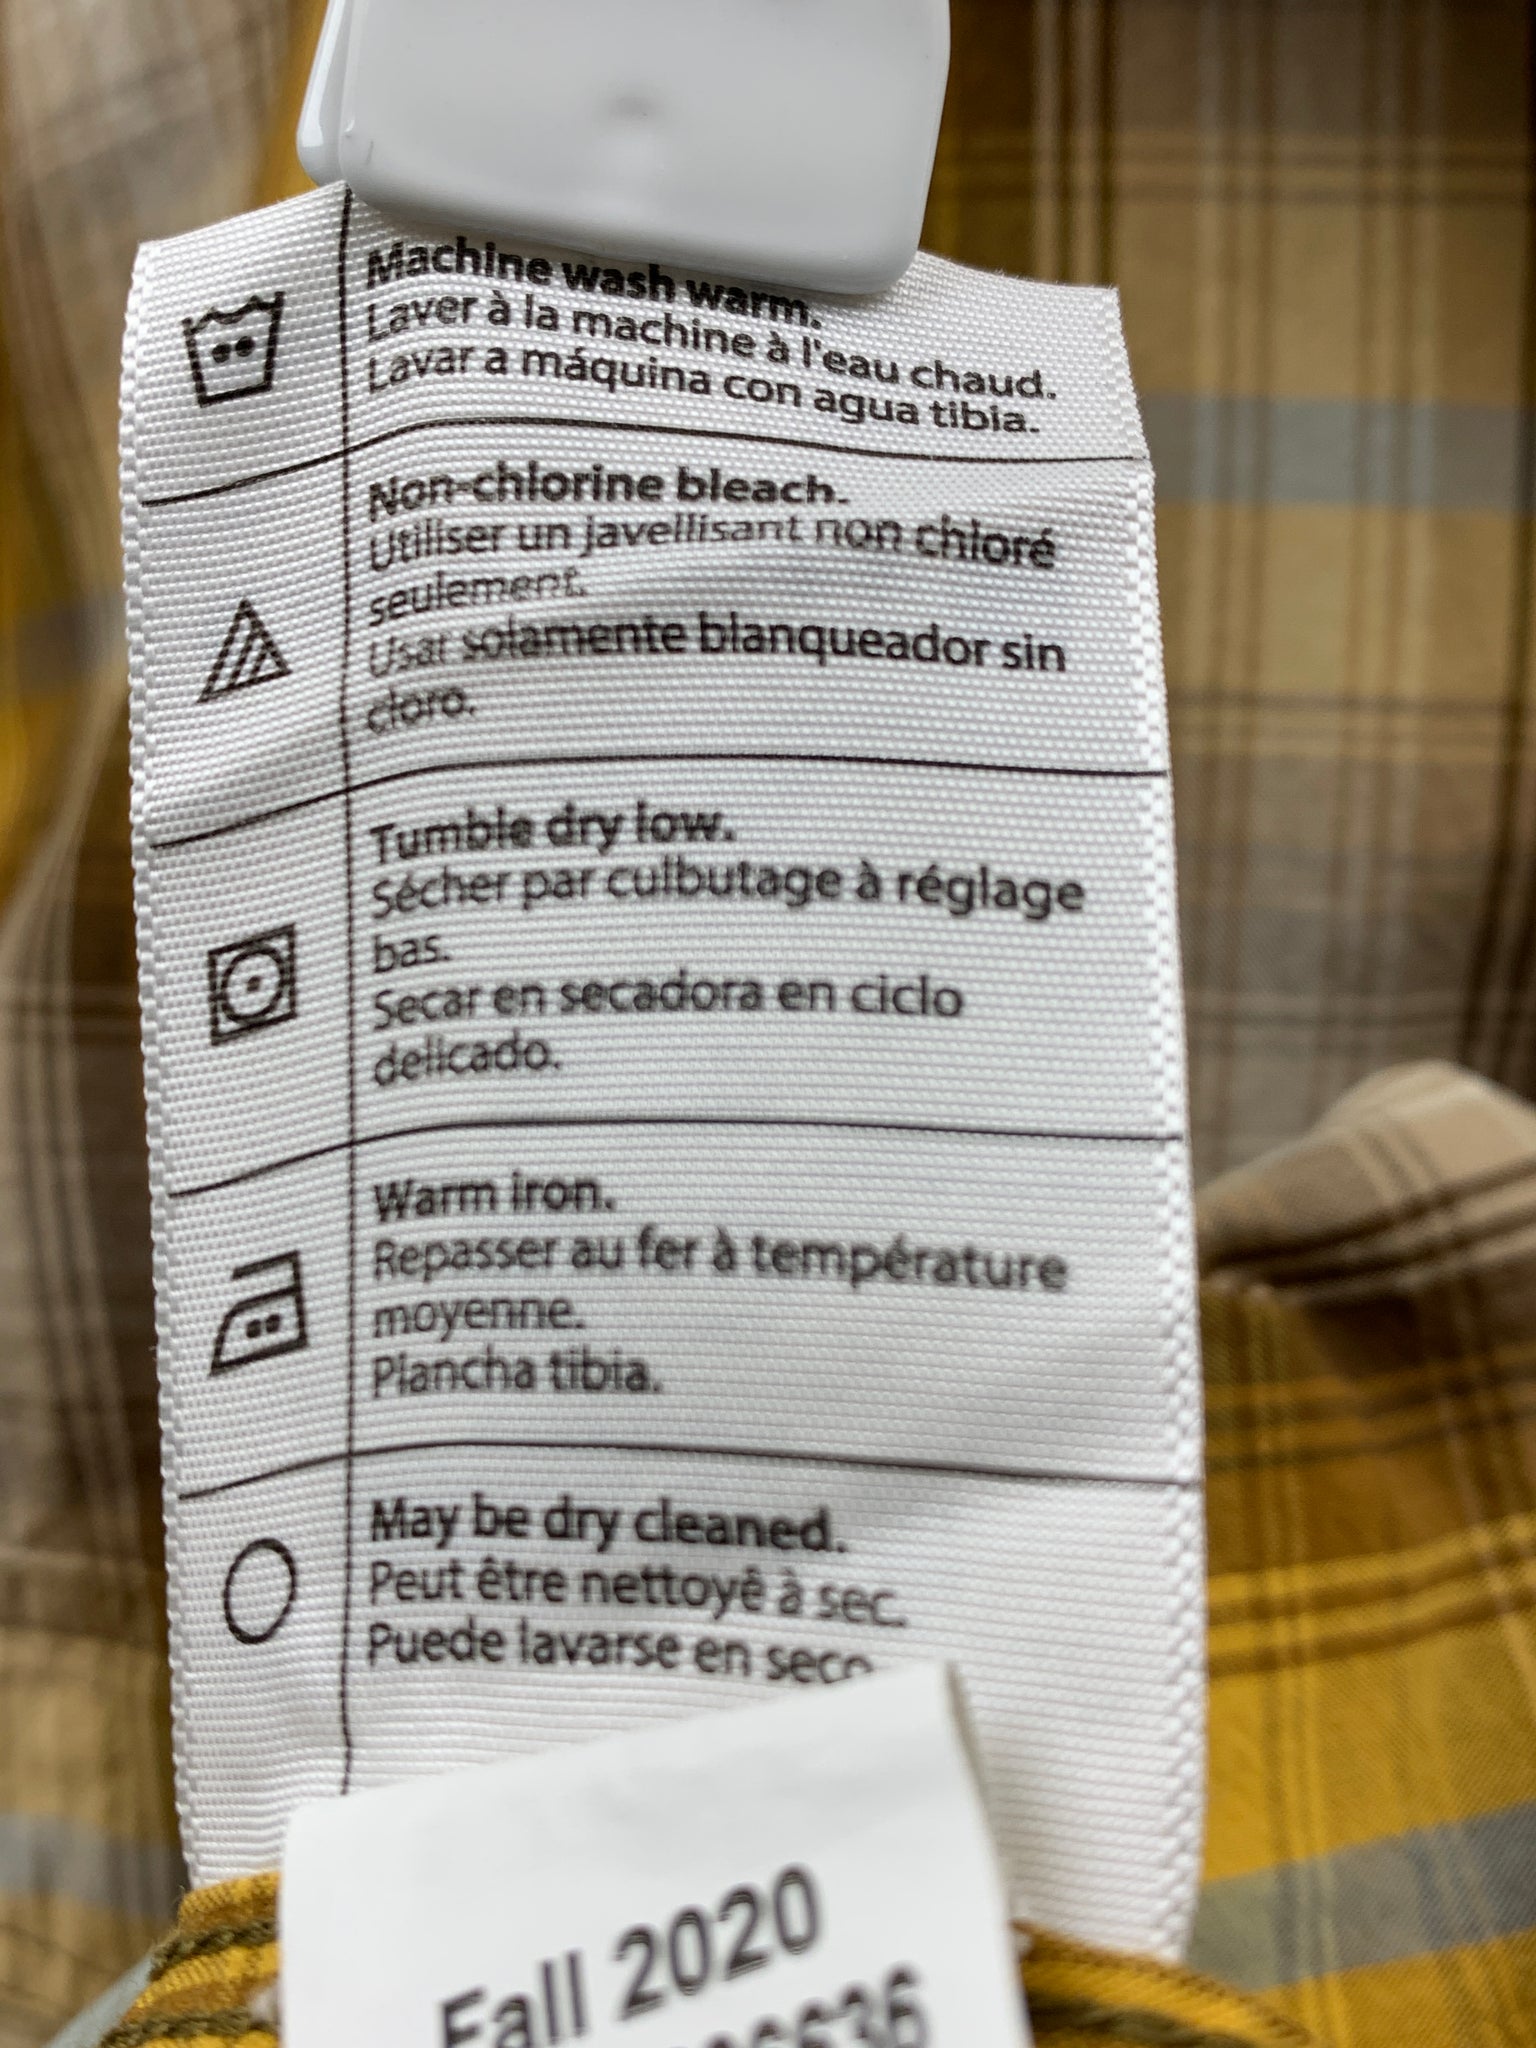 Machine wash warm.
Laver à la machine à l'eau chaud.
Lavar a máquina con agua tibia.
Non-chlorine bleach.
Utiliser un javellisant non chloré
seulement.
Usar solamente blanqueador sin
cloro.
Tumble dry low.
Sécher par culbutage à réglage
bas.
Secar en secadora en ciclo
delicado.
Warm iron.
Repasser au fer à température
moyenne.
Plancha tibia.
May be dry cleaned.
Peut être nettoyé à sec.
Puede lavarse en seco
Fall 2020